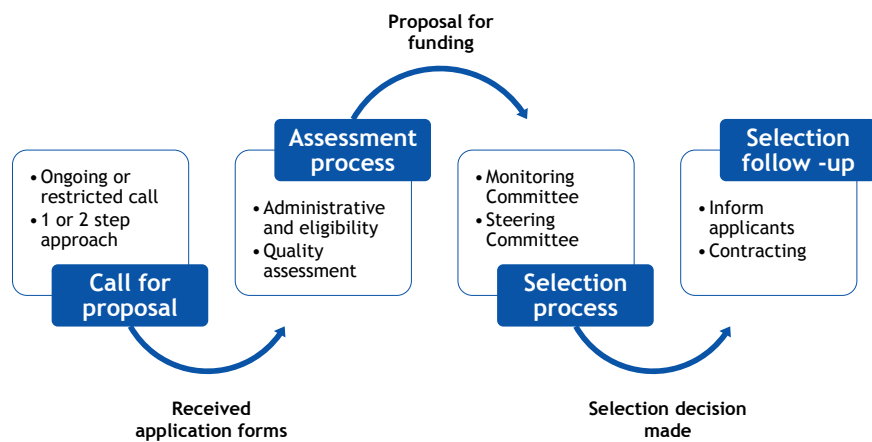 Proposal for
funding
Assessment
process
Selection
follow -up
• Ongoing or
restricted call
• 1 or 2 step
approach
• Administrative
and eligibility
• Quality
assessment
• Monitoring
Committee
• Steering
Committee
• Inform
applicants
• Contracting
Call for
proposal
Selection
process
Received
application forms
Selection decision
made